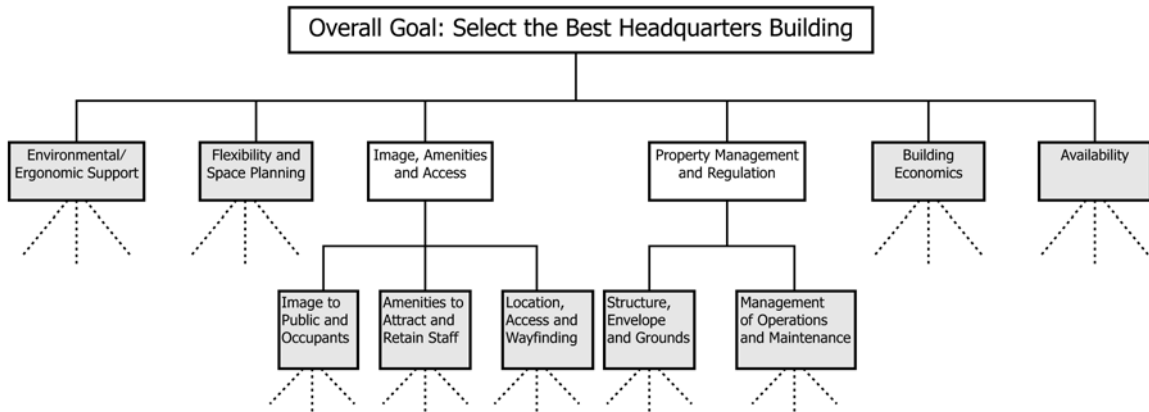 Overall Goal: Select the Best Headquarters Building
Environmental/
Ergonomic Support
Flexibility and
Space Planning
Image, Amenities
and Access
Property Management
and Regulation
Building
Economics
Availability
Image to
Public and
Occupants
Amenities to
Attract and
Retain Staff
Location,
Access and
Wayfinding
Structure,
Envelope
and Grounds
Management
of Operations
and Maintenance